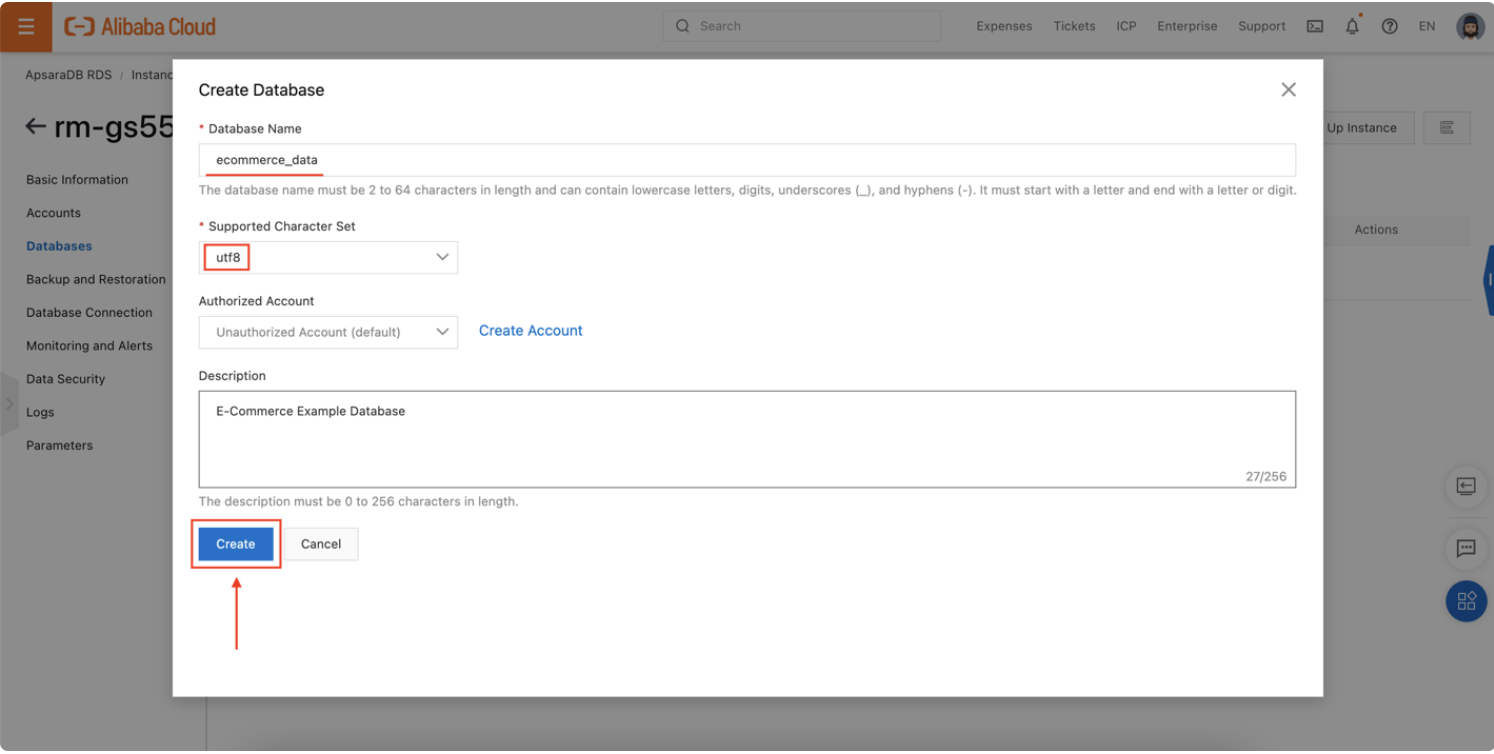 Alibaba Cloud
Search
Expenses Tickets ICP Enterprise Support EN
ApsaraDB RDS /
rm-gs55
Up Instance
Basic Information
Accounts
Databases
Backup and Restoration
Database Connection
Monitoring and Alerts
Data Security
Logs
Parameters
Actions
Create Database
* Database Name
ecommerce_data
The database name must be 2 to 64 characters in length and can contain lowercase letters, digits, underscores (_), and hyphens (-). It must start with a letter and end with a letter or digit.
* Supported Character Set
utf8
Authorized Account
Unauthorized Account (default)
Create Account
Description
E-Commerce Example Database
27/256
The description must be 0 to 256 characters in length.
Create Cancel